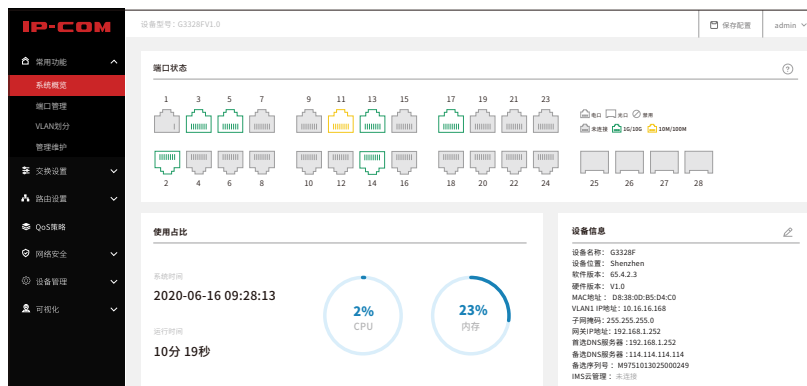 IP-COM
设备型号：G3328FV1.0
保存配置
admin
常用功能
系统概览
端口管理
VLAN划分
管理维护
交换设置
路由设置
QoS策略
网络安全
设备管理
可视化
端口状态
?
1 3 5 7 9 11 13 15 17 19 21 23
电口 光口 禁用
未连接 1G/10G 10M/100M
2 4 6 8 10 12 14 16 18 20 22 24 25 26 27 28
使用占比
系统时间
2020-06-16 09:28:13
运行时间
10分 19秒
2%
CPU
23%
内存
设备信息
设备名称： G3328F
设备位置： Shenzhen
软件版本： 65.4.2.3
硬件版本： V1.0
MAC地址： D8:38:0D:B5:D4:C0
VLAN1 IP地址: 10.16.16.168
子网掩码: 255.255.255.0
网关IP地址: 192.168.1.252
首选DNS服务器 : 192.168.1.252
备选DNS服务器 : 114.114.114.114
备选序列号： M9751013025000249
IMS云管理： 未连接